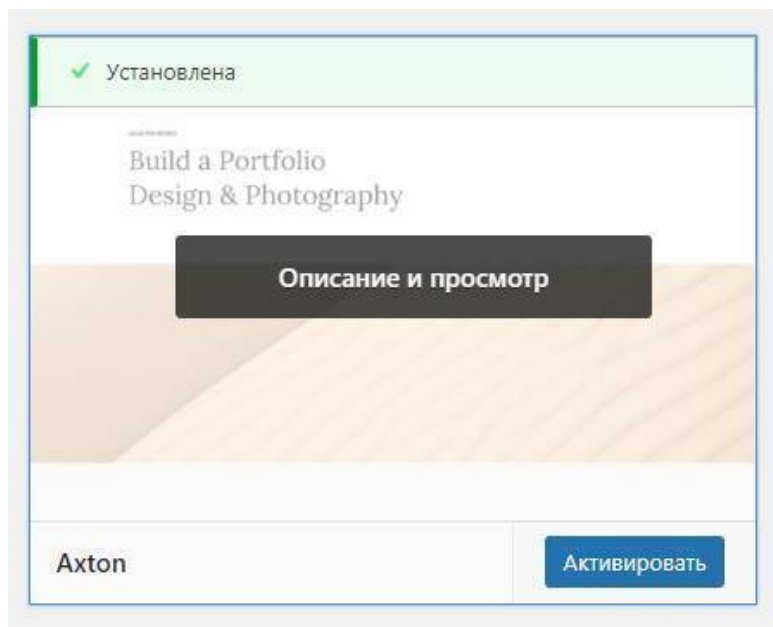 Установлена
Build a Portfolio
Design & Photography
Описание и просмотр
Axton
Активировать